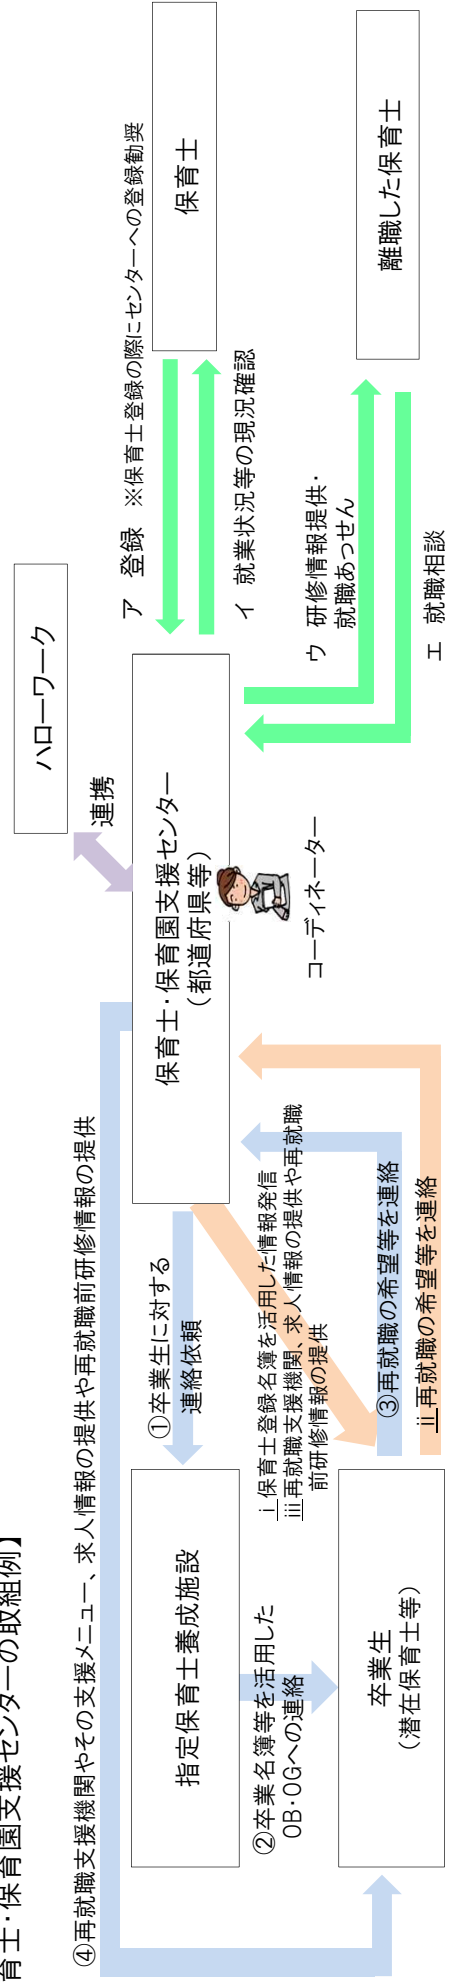 育士・保育園支援センターの取組例】
④再就職支援機関やその支援メニュー、求人情報の提供や再就職前研修情報の提供
ハローワーク
連携
指定保育士養成施設
①卒業生に対する
連絡依頼
保育士・保育園支援センター
（都道府県等）
コーディネーター
ア 登録 ※保育士登録の際にセンターへの登録勧奨
イ 就業状況等の現況確認
保育士
②卒業名簿等を活用した
OB・OGへの連絡
ⅰ 保育士登録名簿を活用した情報発信
ⅲ 再就職支援機関、求人情報の提供や再就職
前研修情報の提供
卒業生
（潜在保育士等）
③再就職の希望等を連絡
ⅱ 再就職の希望等を連絡
ウ 研修情報提供・
就職あっせん
エ 就職相談
離職した保育士